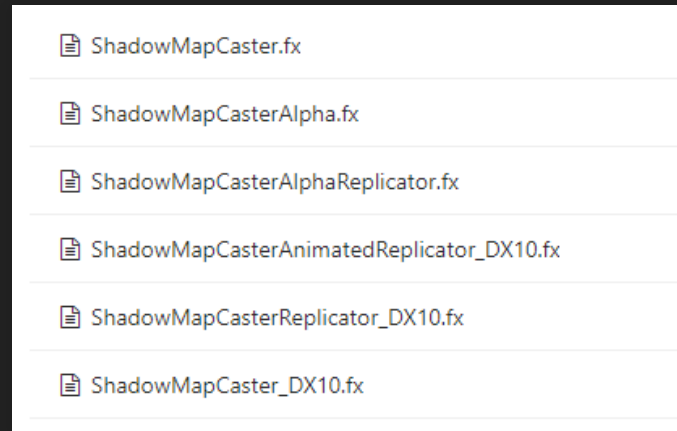 ShadowMapCaster.fx
ShadowMapCasterAlpha.fx
ShadowMapCasterAlphaReplicator.fx
ShadowMapCasterAnimatedReplicator_DX10.fx
ShadowMapCasterReplicator_DX10.fx
ShadowMapCaster_DX10.fx